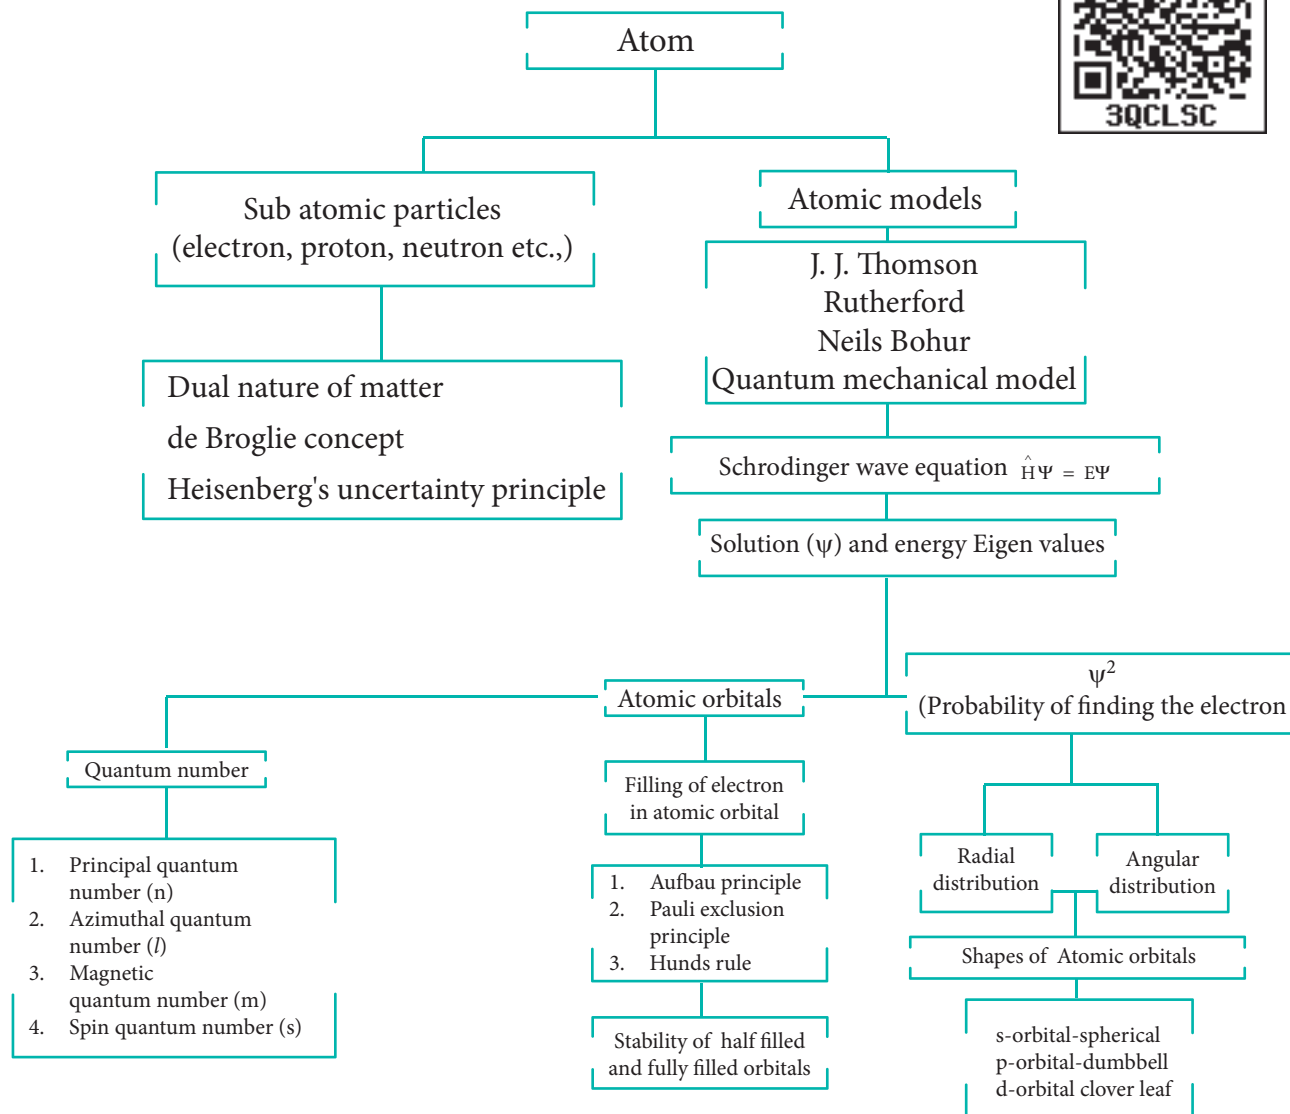 3QCLSC
Atom
Sub atomic particles
(electron, proton, neutron etc.,)
Dual nature of matter
de Broglie concept
Heisenberg's uncertainty principle
Atomic models
J. J. Thomson
Rutherford
Neils Bohur
Quantum mechanical model
Schrodinger wave equation ĤΨ = EΨ
Solution (ψ) and energy Eigen values
Atomic orbitals
ψ²
(Probability of finding the electron
Quantum number
1. Principal quantum
number (n)
2. Azimuthal quantum
number (l)
3. Magnetic
quantum number (m)
4. Spin quantum number (s)
Filling of electron
in atomic orbital
1. Aufbau principle
2. Pauli exclusion
principle
3. Hunds rule
Stability of half filled
and fully filled orbitals
Radial
distribution
Angular
distribution
Shapes of Atomic orbitals
s-orbital-spherical
p-orbital-dumbbell
d-orbital clover leaf